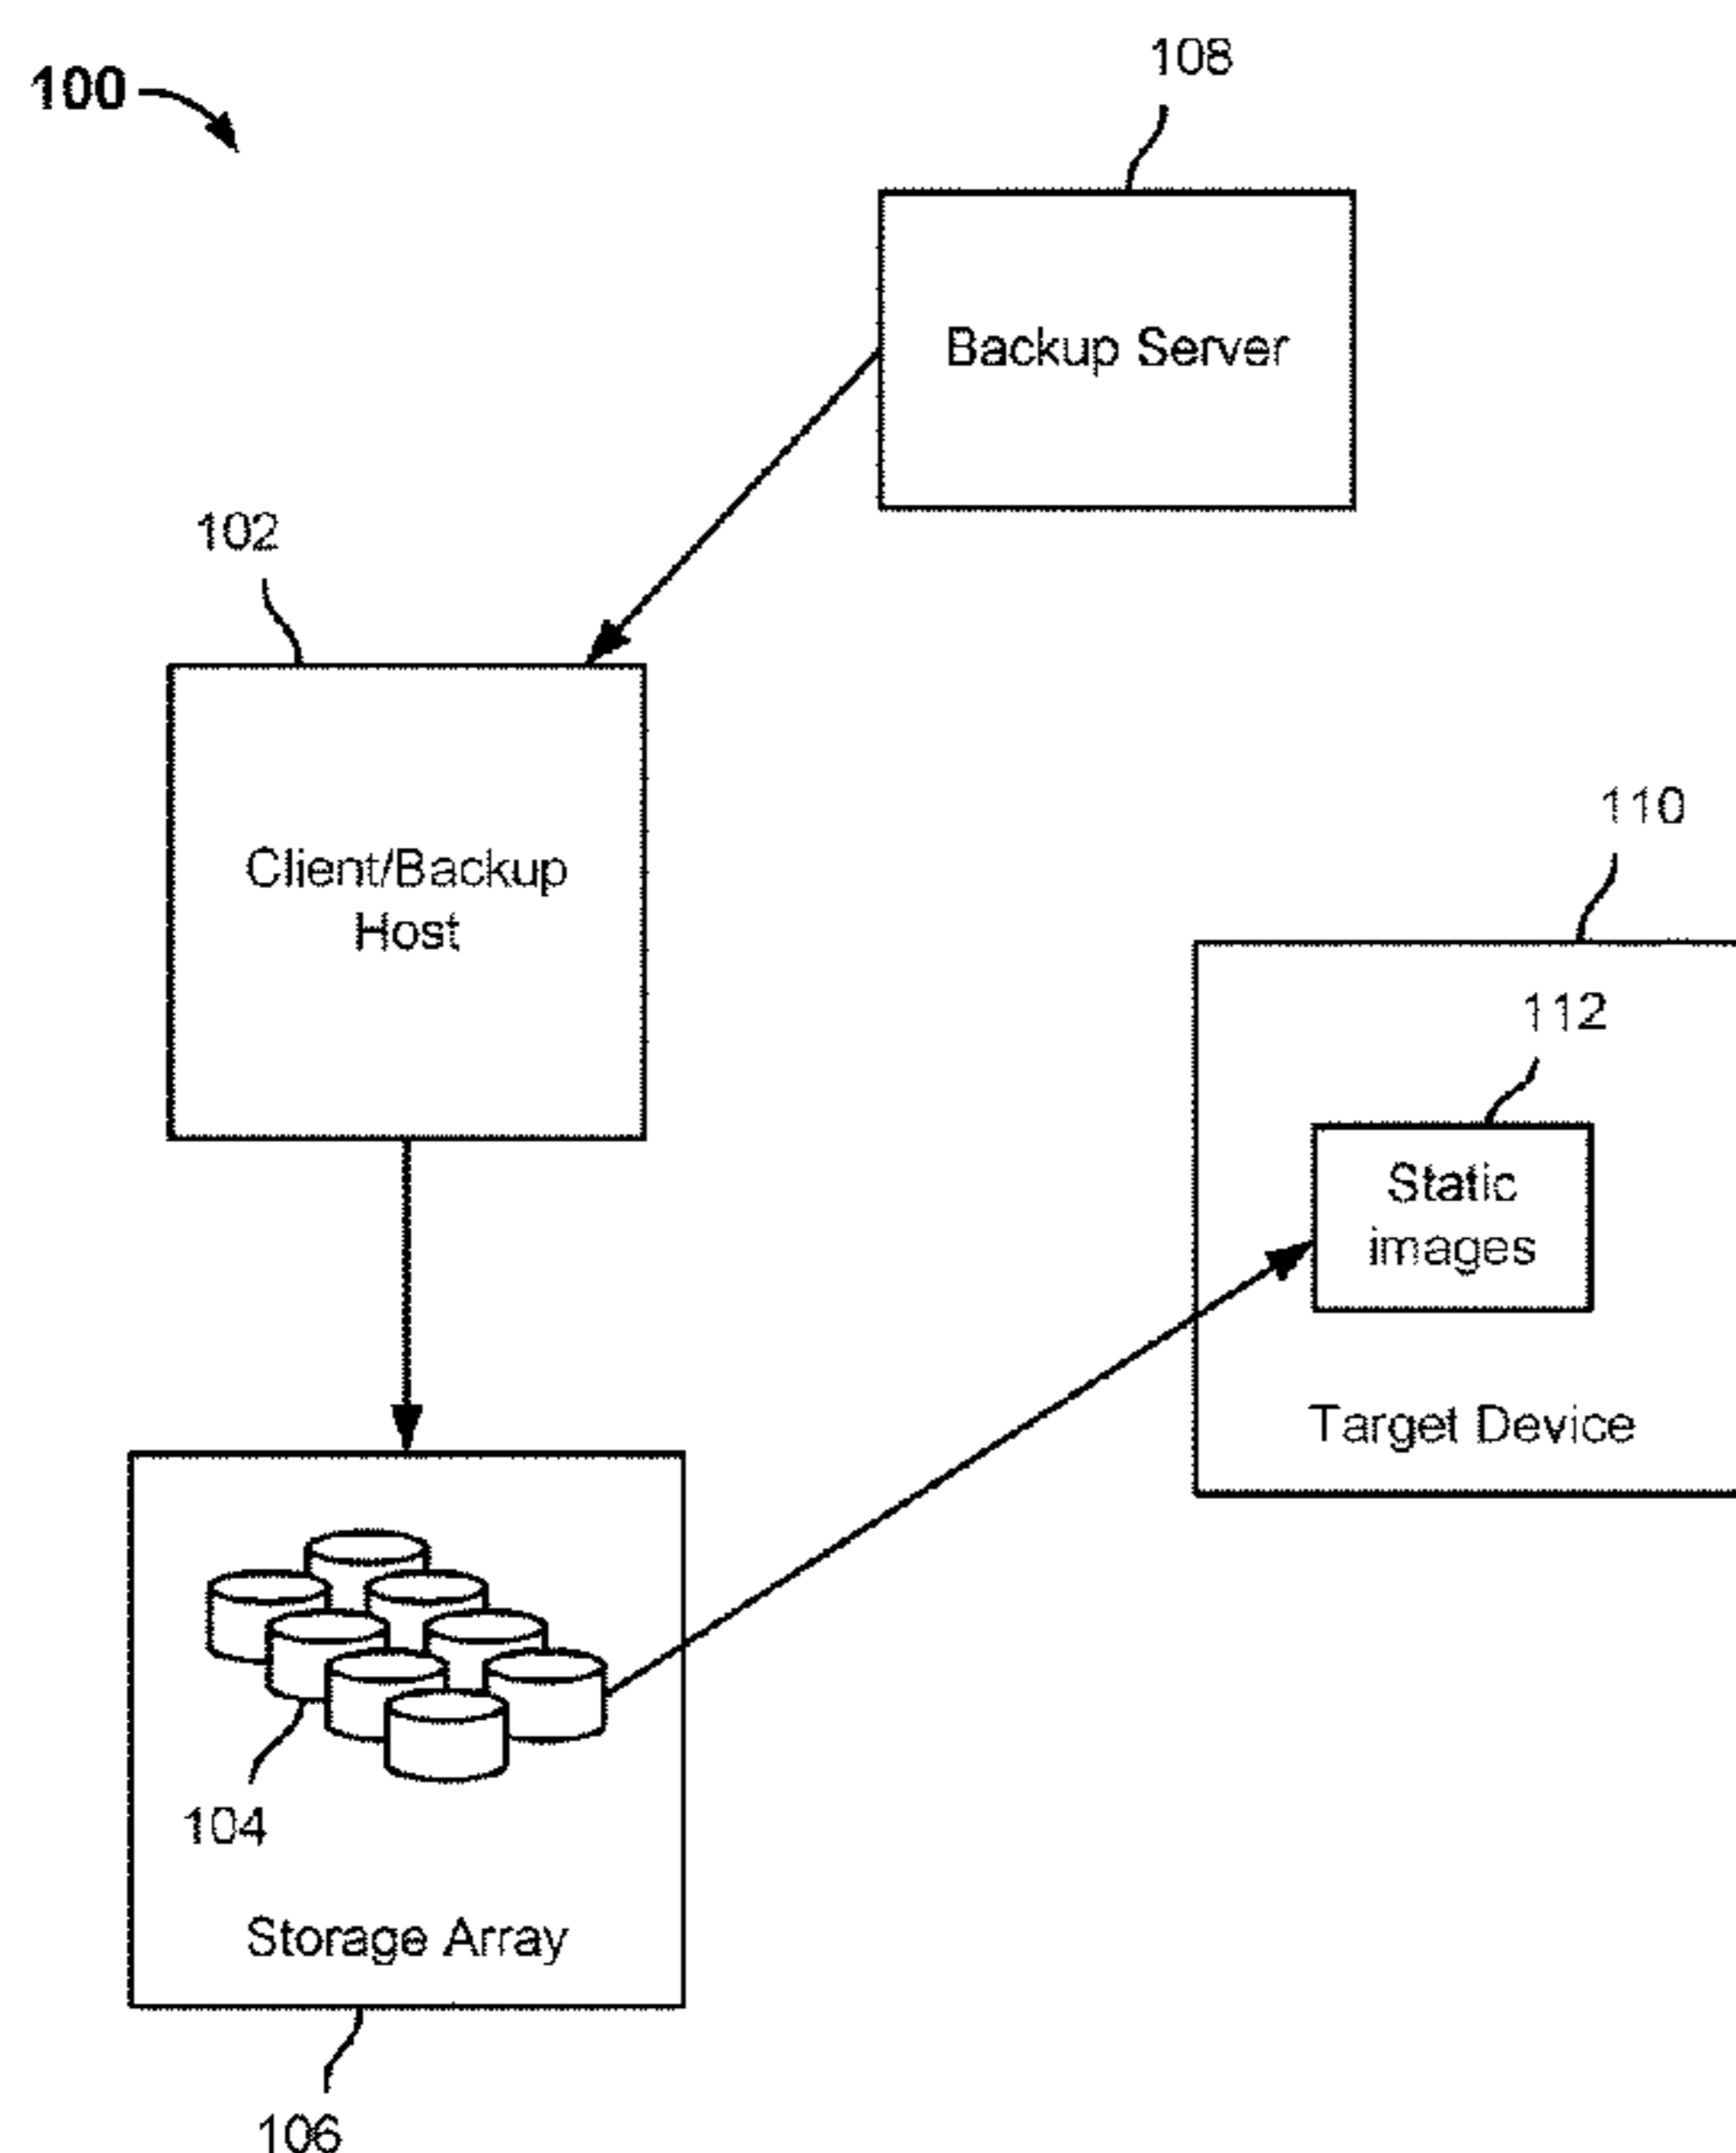 100
108
Backup Server
102
Client/Backup
Host
110
112
Static
images
Target Device
104
Storage Array
106